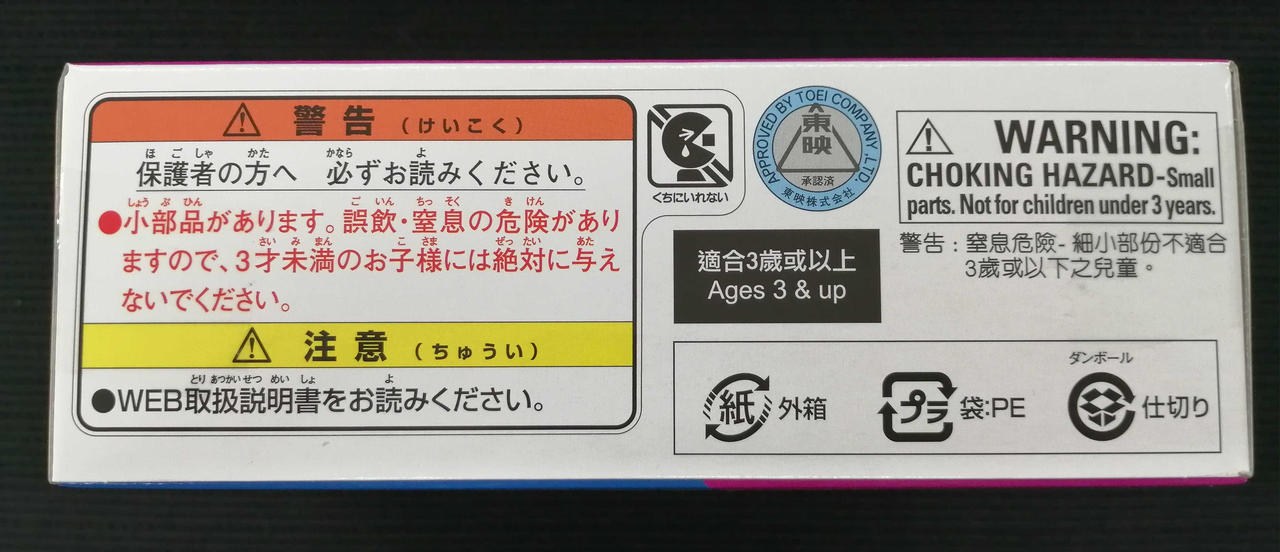 警告（けいこく）
保護者の方へ 必ずお読みください。
●小部品があります。誤飲・窒息の危険があり
ますので、3才未満のお子様には絶対に与え
ないでください。
注意（ちゅうい）
●WEB取扱説明書をお読みください。
くちにいれない
APPROVED BY TOEI COMPANY, LTD
東映
承認済
東映株式会社
WARNING:
CHOKING HAZARD-Small
parts. Not for children under 3 years.
警告：窒息危險-細小部份不適合
3歲或以下之兒童。
適合3歲或以上
Ages 3 & up
紙 外箱
プラ 袋:PE
ダンボール
仕切り